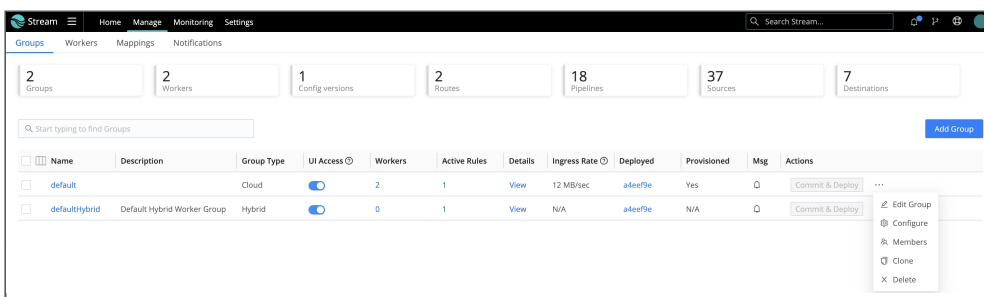 Stream Home Manage Monitoring Settings Search Stream...
Groups Workers Mappings Notifications
2 2 1 2 18 37 7
Groups Workers Config versions Routes Pipelines Sources Destinations
Start typing to find Groups Add Group
Name Description Group Type UI Access Workers Active Rules Details Ingress Rate Deployed Provisioned Msg Actions
default Cloud 2 1 View 12 MB/sec a4eef9e Yes Commit & Deploy ...
defaultHybrid Default Hybrid Worker Group Hybrid 0 1 View N/A a4eef9e N/A Commit & Deploy
Edit Group
Configure
Members
Clone
Delete